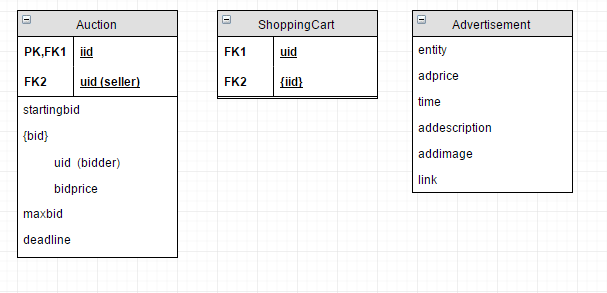 Auction
PK,FK1 iid
FK2 uid (seller)
startingbid
{bid}
uid (bidder)
bidprice
maxbid
deadline
ShoppingCart
FK1 uid
FK2 {iid}
Advertisement
entity
adprice
time
addescription
addimage
link